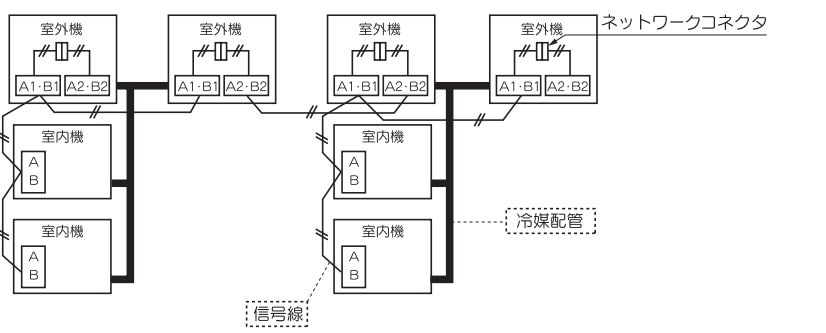 室外機 室外機 室外機 室外機 ネットワークコネクタ
A1·B1 A2·B2 A1·B1 A2·B2 A1·B1 A2·B2 A1·B1 A2·B2
室内機 室内機
A A
B B
冷媒配管
室内機 室内機
A A
B B
信号線